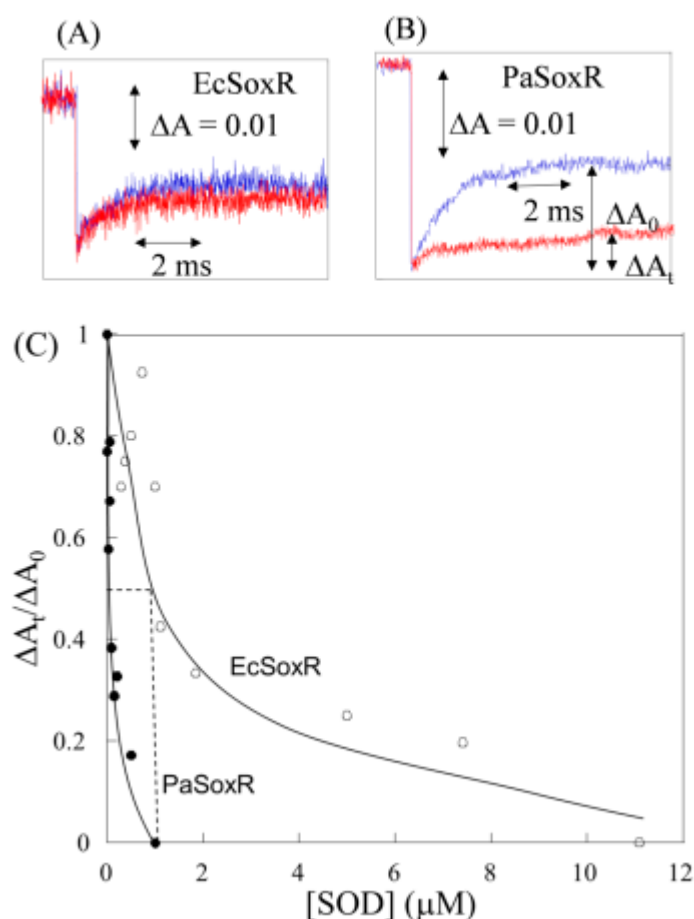 (A)
EcSoxR
ΔA = 0.01
2 ms
(B)
PaSoxR
ΔA = 0.01
2 ms
ΔA₀
ΔAₜ
(C)
1
0.8
0.6
0.4
0.2
0
ΔAₜ/ΔA₀
EcSoxR
PaSoxR
0 2 4 6 8 10 12
[SOD] (μM)